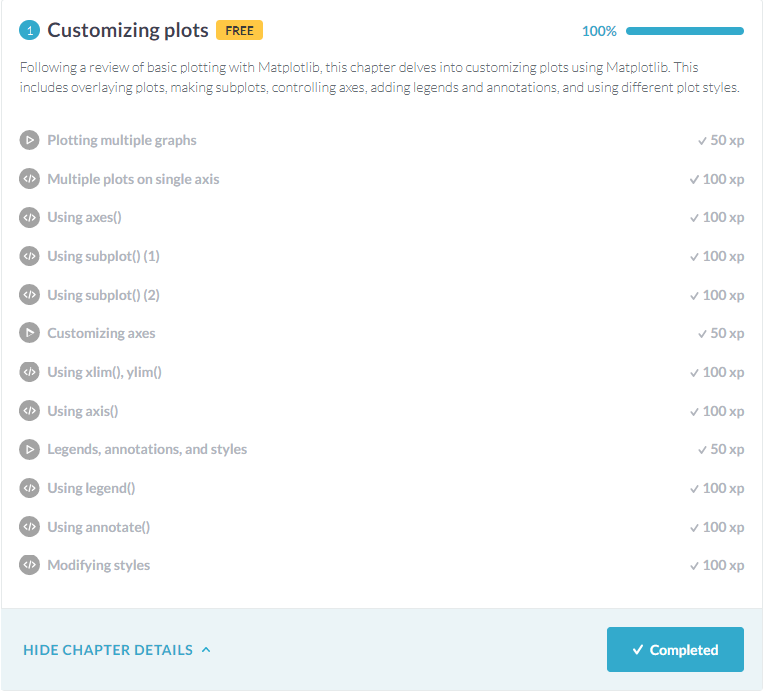 1 Customizing plots FREE 100%
Following a review of basic plotting with Matplotlib, this chapter delves into customizing plots using Matplotlib. This
includes overlaying plots, making subplots, controlling axes, adding legends and annotations, and using different plot styles.
Plotting multiple graphs ✓ 50 xp
</> Multiple plots on single axis ✓ 100 xp
</> Using axes() ✓ 100 xp
</> Using subplot() (1) ✓ 100 xp
</> Using subplot() (2) ✓ 100 xp
Customizing axes ✓ 50 xp
</> Using xlim(), ylim() ✓ 100 xp
</> Using axis() ✓ 100 xp
Legends, annotations, and styles ✓ 50 xp
</> Using legend() ✓ 100 xp
</> Using annotate() ✓ 100 xp
</> Modifying styles ✓ 100 xp
HIDE CHAPTER DETAILS ✓ Completed